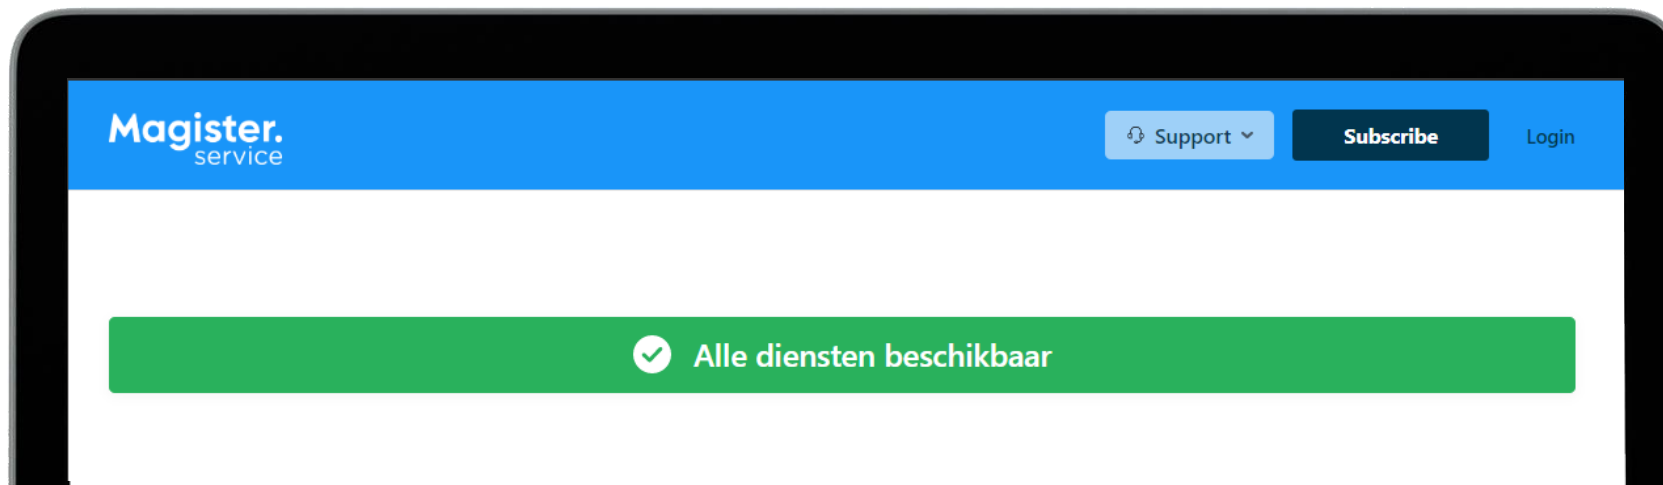 Magister.
service
Support
Subscribe
Login
Alle diensten beschikbaar